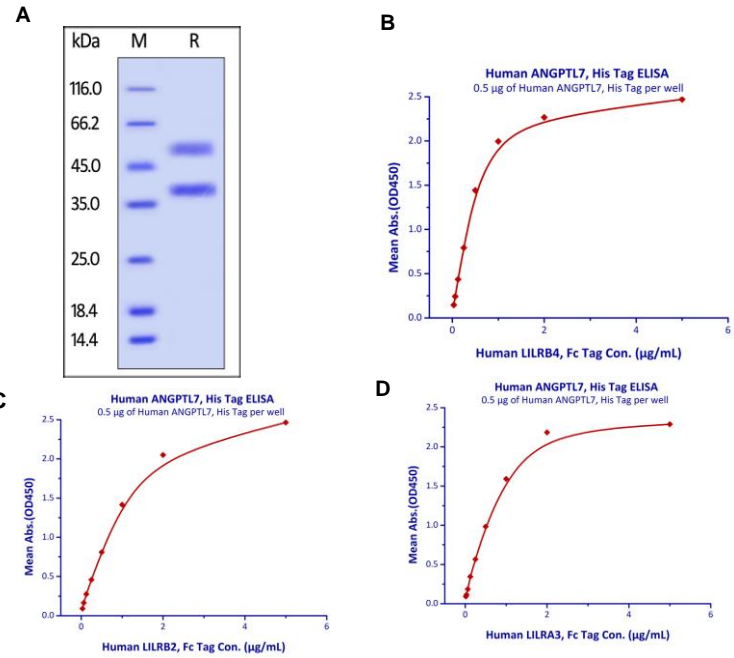 A
kDa M R
116.0
66.2
45.0
35.0
25.0
18.4
14.4
B
Human ANGPTL7, His Tag ELISA
0.5 µg of Human ANGPTL7, His Tag per well
Mean Abs.(OD450)
2.5
2.0
1.5
1.0
0.5
0.0
0 2 4 6
Human LILRB4, Fc Tag Con. (µg/mL)
C
Human ANGPTL7, His Tag ELISA
0.5 µg of Human ANGPTL7, His Tag per well
Mean Abs.(OD450)
2.5
2.0
1.5
1.0
0.5
0.0
0 2 4 6
Human LILRB2, Fc Tag Con. (µg/mL)
D
Human ANGPTL7, His Tag ELISA
0.5 µg of Human ANGPTL7, His Tag per well
Mean Abs.(OD450)
2.5
2.0
1.5
1.0
0.5
0.0
0 2 4 6
Human LILRA3, Fc Tag Con. (µg/mL)